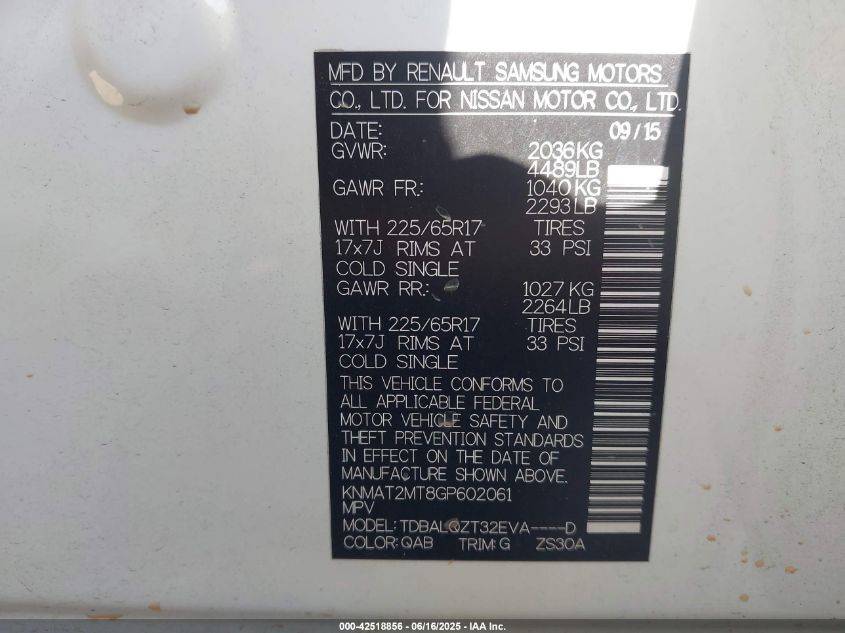 MFD BY RENAULT SAMSUNG MOTORS
CO., LTD. FOR NISSAN MOTOR CO., LTD.
DATE: 09/15
GVWR: 2036KG
4489LB
GAWR FR.: 1040KG
2293LB
WITH 225/65R17 TIRES
17x7J RIMS AT 33 PSI
COLD SINGLE
GAWR RR.: 1027KG
2264LB
WITH 225/65R17 TIRES
17x7J RIMS AT 33 PSI
COLD SINGLE
THIS VEHICLE CONFORMS TO
ALL APPLICABLE FEDERAL
MOTOR VEHICLE SAFETY AND
THEFT PREVENTION STANDARDS
IN EFFECT ON THE DATE OF
MANUFACTURE SHOWN ABOVE.
KNMAT2MT8GP602061
MPV
MODEL: TDBALQZT32EVA----D
COLOR: QAB TRIM: G ZS30A
000-42518856 - 06/16/2025 - IAA Inc.